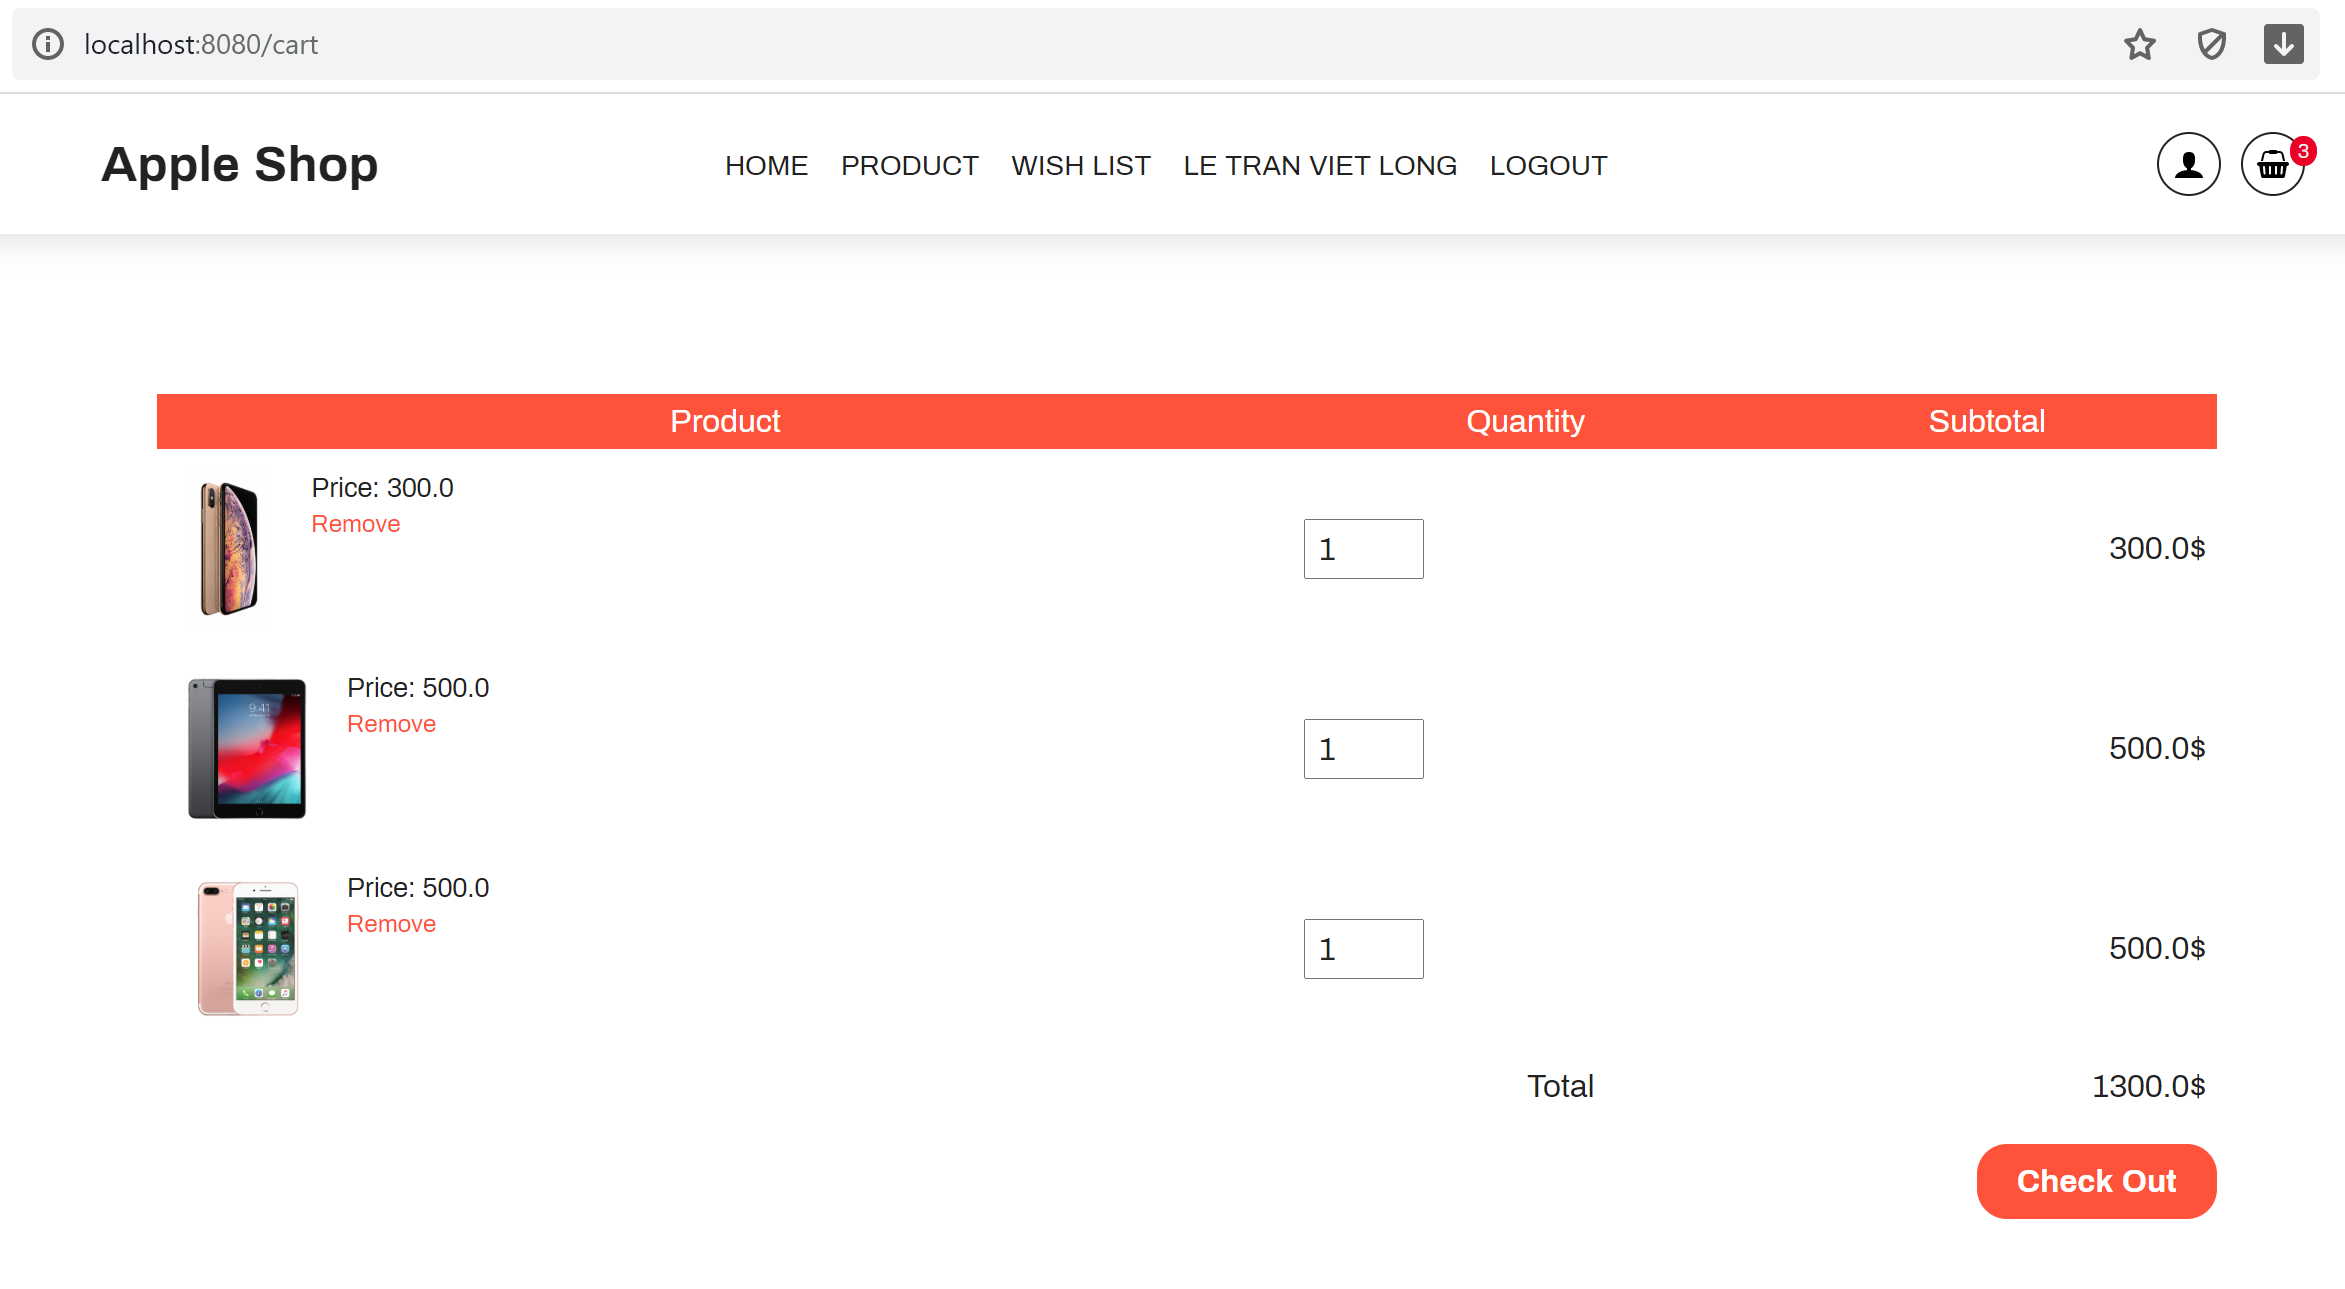 localhost:8080/cart
Apple Shop
HOME PRODUCT WISH LIST LE TRAN VIET LONG LOGOUT
3
Product Quantity Subtotal
Price: 300.0
Remove
1
300.0$
Price: 500.0
Remove
9:41
1
500.0$
Price: 500.0
Remove
1
500.0$
Total 1300.0$
Check Out